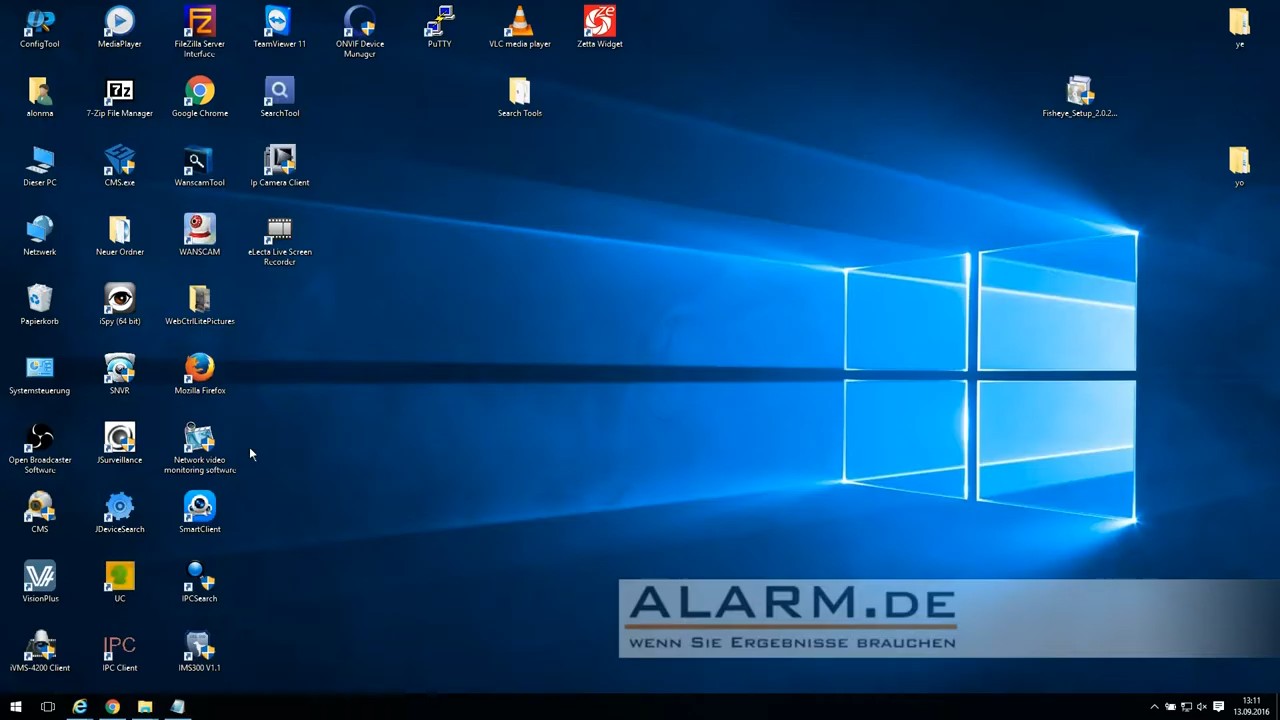 ConfigTool
MediaPlayer
FileZilla Server
Interface
TeamViewer 11
ONVIF Device
Manager
PuTTY
VLC media player
Zetta Widget
ye
alonma
7-Zip File Manager
Google Chrome
SearchTool
Search Tools
Fisheye_Setup_2.0.2...
Dieser PC
CMS.exe
WanscamTool
Ip Camera Client
yo
Netzwerk
Neuer Ordner
WANSCAM
eLecta Live Screen
Recorder
Papierkorb
iSpy (64 bit)
WebCtrlLitePictures
Systemsteuerung
SNVR
Mozilla Firefox
Open Broadcaster
Software
JSurveillance
Network video
monitoring software
CMS
JDeviceSearch
SmartClient
VisionPlus
UC
IPCSearch
IPC
iVMS-4200 Client
IPC Client
IMS300 V1.1
ALARM.DE
WENN SIE ERGEBNISSE BRAUCHEN
13:11
13.09.2016